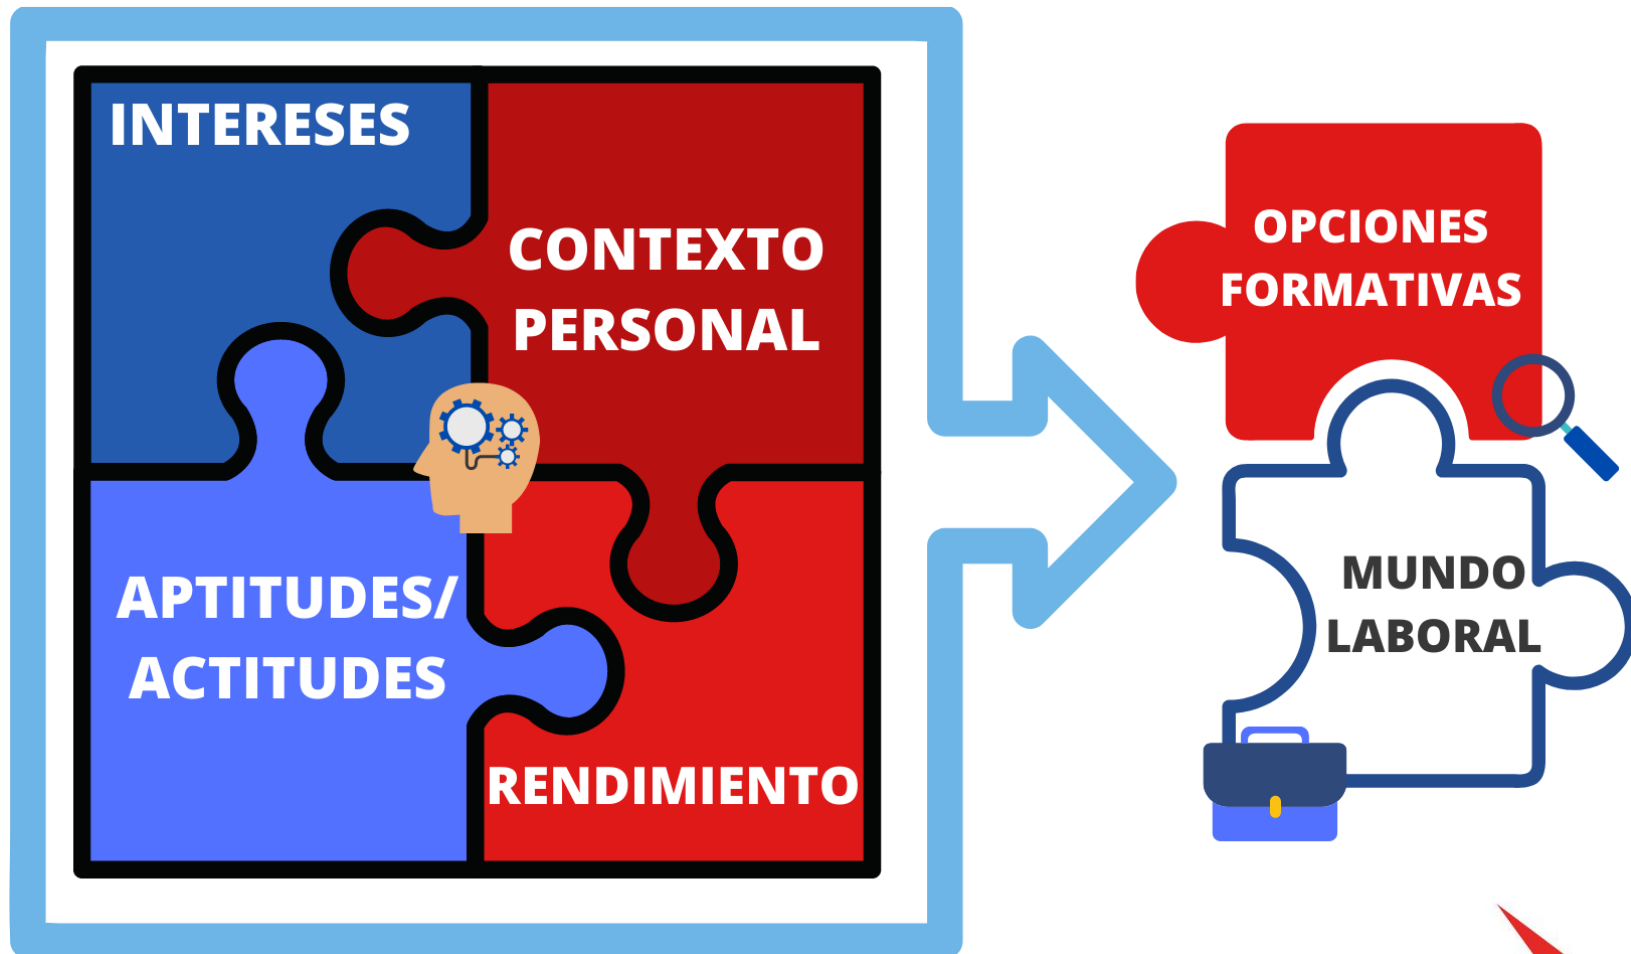 INTERESES
CONTEXTO
PERSONAL
APTITUDES/
ACTITUDES
RENDIMIENTO
OPCIONES
FORMATIVAS
MUNDO
LABORAL